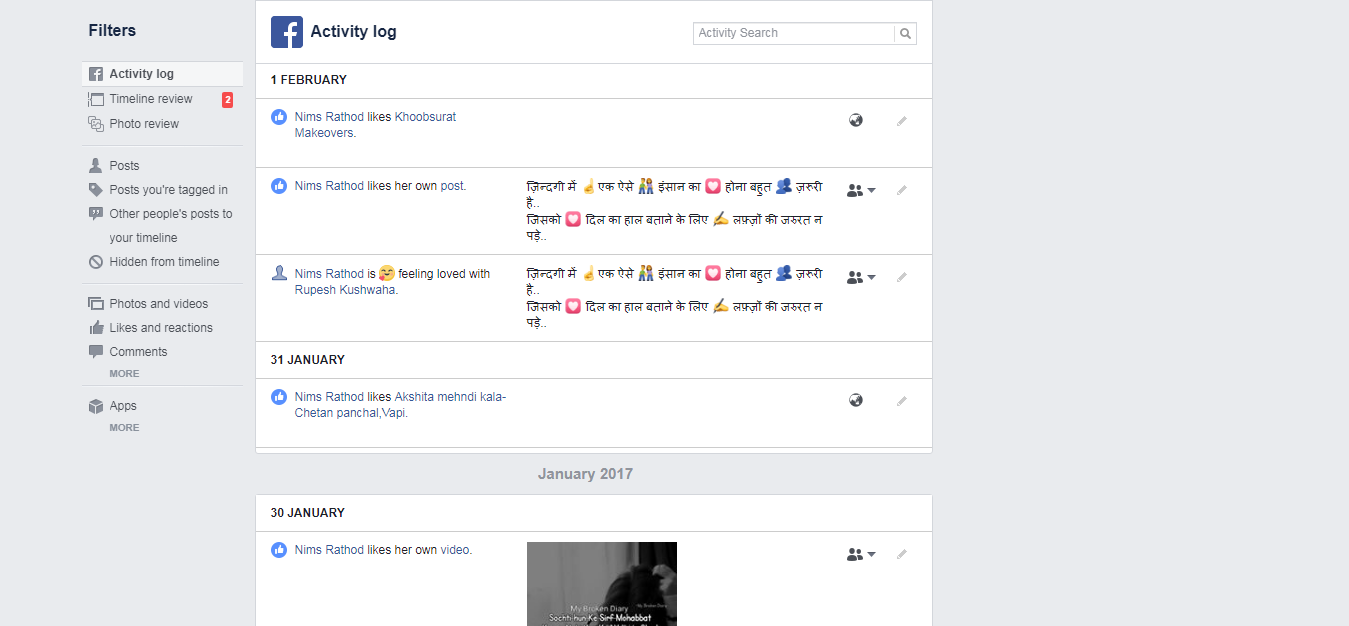 Filters
Activity log
Timeline review 2
Photo review
Posts
Posts you're tagged in
Other people's posts to
your timeline
Hidden from timeline
Photos and videos
Likes and reactions
Comments
MORE
Apps
MORE
Activity log
Activity Search
1 FEBRUARY
Nims Rathod likes Khoobsurat
Makeovers.
Nims Rathod likes her own post.
ज़िन्दगी में ☝️एक ऐसे 👫 इंसान का 💟 होना बहुत 👥 ज़रुरी
है..
जिसको 💟 दिल का हाल बताने के लिए ✍️ लफ़्ज़ों की जरुरत न
पड़े..
Nims Rathod is 🥰 feeling loved with
Rupesh Kushwaha.
ज़िन्दगी में ☝️एक ऐसे 👫 इंसान का 💟 होना बहुत 👥 ज़रुरी
है..
जिसको 💟 दिल का हाल बताने के लिए ✍️ लफ़्ज़ों की जरुरत न
पड़े..
31 JANUARY
Nims Rathod likes Akshita mehndi kala-
Chetan panchal,Vapi.
January 2017
30 JANUARY
Nims Rathod likes her own video.
My Broken Diary
My Broken Diary
Sochti hun Ke Sirf Mohabbat